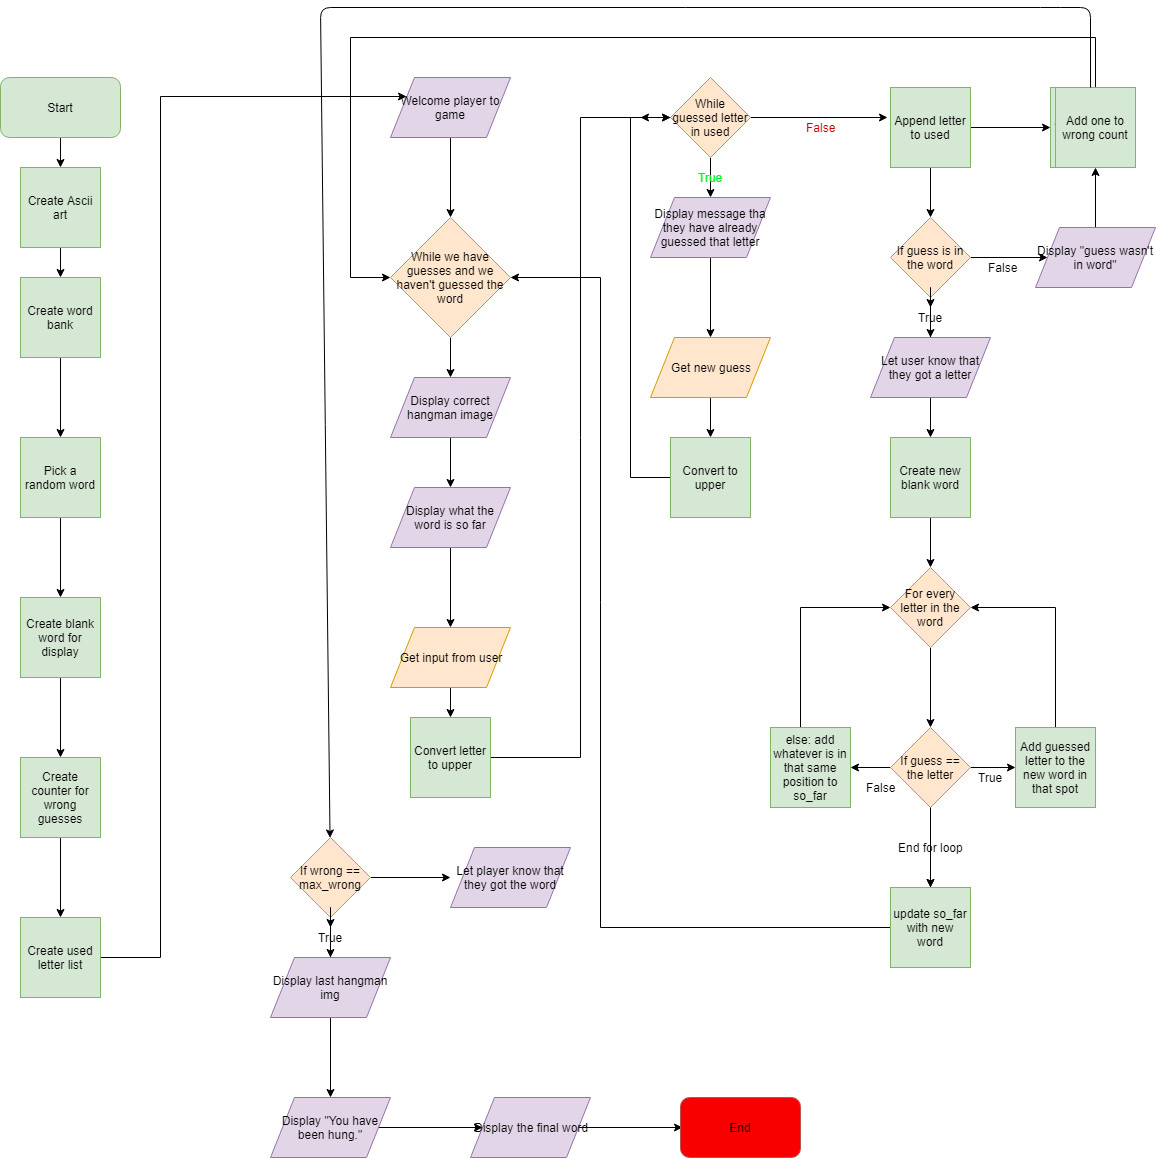 Start
Create Ascii
art
Create word
bank
Pick a
random word
Create blank
word for
display
Create
counter for
wrong
guesses
Create used
letter list
Welcome player to
game
While we have
guesses and we
haven't guessed the
word
Display correct
hangman image
Display what the
word is so far
Get input from user
Convert letter
to upper
While
guessed letter
in used
False
True
Display message tha
they have already
guessed that letter
Get new guess
Convert to
upper
Append letter
to used
Add one to
wrong count
If guess is in
the word
False
Display "guess wasn't
in word"
True
Let user know that
they got a letter
Create new
blank word
For every
letter in the
word
If guess ==
the letter
False
True
else: add
whatever is in
that same
position to
so_far
Add guessed
letter to the
new word in
that spot
End for loop
update so_far
with new
word
If wrong ==
max_wrong
Let player know that
they got the word
True
Display last hangman
img
Display "You have
been hung."
Display the final word
End